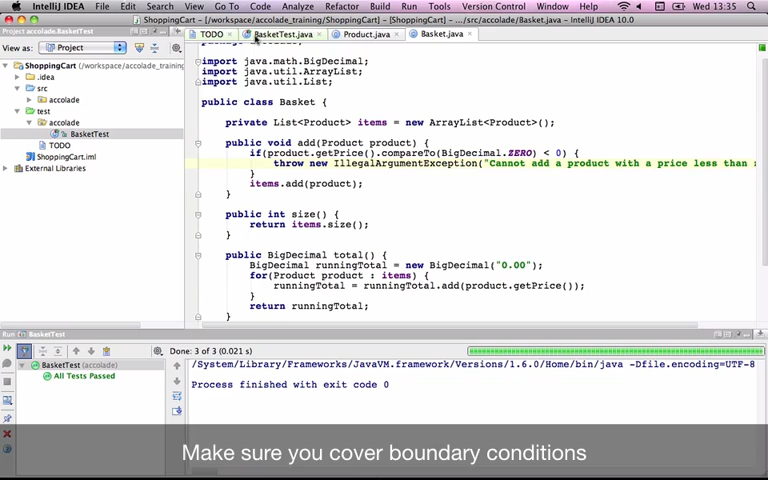 IntelliJ IDEA File Edit Search View Go To Code Analyze Refactor Build Run Tools Version Control Window Wed 13:35
ShoppingCart - [/workspace/accolade_training/ShoppingCart] - [ShoppingCart] - .../src/accolade/Basket.java - IntelliJ IDEA 10.0
Project accolade.BasketTest
TODO BasketTest.java Product.java Basket.java
View as: Project
ShoppingCart (/workspace/accolade_training
.idea
src
accolade
test
accolade
BasketTest
TODO
ShoppingCart.iml
External Libraries
import java.math.BigDecimal;
import java.util.ArrayList;
import java.util.List;
public class Basket {
private List<Product> items = new ArrayList<Product>();
public void add(Product product) {
if(product.getPrice().compareTo(BigDecimal.ZERO) < 0) {
throw new IllegalArgumentException("Cannot add a product with a price less than
}
items.add(product);
}
public int size() {
return items.size();
}
public BigDecimal total() {
BigDecimal runningTotal = new BigDecimal("0.00");
for(Product product : items) {
runningTotal = runningTotal.add(product.getPrice());
}
return runningTotal;
}
Run BasketTest
Done: 3 of 3 (0.021 s)
BasketTest (accolade)
All Tests Passed
/System/Library/Frameworks/JavaVM.framework/Versions/1.6.0/Home/bin/java -Dfile.encoding=UTF-8
Process finished with exit code 0
Make sure you cover boundary conditions